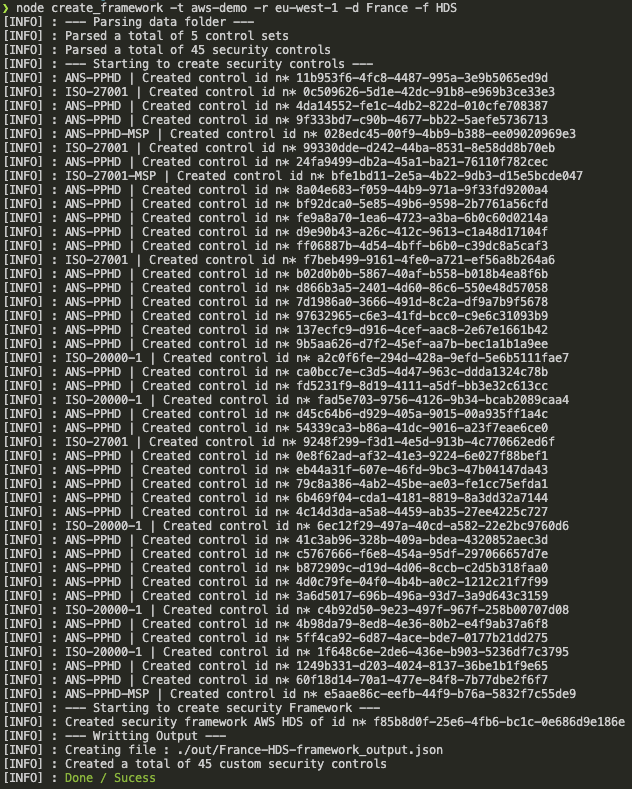 ❯ node create_framework -t aws-demo -r eu-west-1 -d France -f HDS
[INFO] : --- Parsing data folder ---
[INFO] : Parsed a total of 5 control sets
[INFO] : Parsed a total of 45 security controls
[INFO] : --- Starting to create security controls ---
[INFO] : ANS-PPHD | Created control id n* 11b953f6-4fc8-4487-995a-3e9b5065ed9d
[INFO] : ISO-27001 | Created control id n* 0c509626-5d1e-42dc-91b8-e969b3ce33e3
[INFO] : ANS-PPHD | Created control id n* 4da14552-fe1c-4db2-822d-010cfe708387
[INFO] : ANS-PPHD | Created control id n* 9f333bd7-c90b-4677-bb22-5aefe5736713
[INFO] : ANS-PPHD-MSP | Created control id n* 028edc45-00f9-4bb9-b388-ee09020969e3
[INFO] : ISO-27001 | Created control id n* 99330dde-d242-44ba-8531-8e58dd8b70eb
[INFO] : ANS-PPHD | Created control id n* 24fa9499-db2a-45a1-ba21-76110f782cec
[INFO] : ISO-27001-MSP | Created control id n* bfe1bd11-2e5a-4b22-9db3-d15e5bcde047
[INFO] : ANS-PPHD | Created control id n* 8a04e683-f059-44b9-971a-9f33fd9200a4
[INFO] : ANS-PPHD | Created control id n* bf92dca0-5e85-49b6-9598-2b7761a56cfd
[INFO] : ANS-PPHD | Created control id n* fe9a8a70-1ea6-4723-a3ba-6b0c60d0214a
[INFO] : ANS-PPHD | Created control id n* d9e90b43-a26c-412c-9613-c1a48d17104f
[INFO] : ANS-PPHD | Created control id n* ff06887b-4d54-4bff-b6b0-c39dc8a5caf3
[INFO] : ISO-27001 | Created control id n* f7beb499-9161-4fe0-a721-ef56a8b264a6
[INFO] : ANS-PPHD | Created control id n* b02d0b0b-5867-40af-b558-b018b4ea8f6b
[INFO] : ANS-PPHD | Created control id n* d866b3a5-2401-4d60-86c6-550e48d57058
[INFO] : ANS-PPHD | Created control id n* 7d1986a0-3666-491d-8c2a-df9a7b9f5678
[INFO] : ANS-PPHD | Created control id n* 97632965-c6e3-41fd-bcc0-c9e6c31093b9
[INFO] : ANS-PPHD | Created control id n* 137ecfc9-d916-4cef-aac8-2e67e1661b42
[INFO] : ANS-PPHD | Created control id n* 9b5aa626-d7f2-45ef-aa7b-bec1a1b1a9ee
[INFO] : ISO-20000-1 | Created control id n* a2c0f6fe-294d-428a-9efd-5e6b5111fae7
[INFO] : ANS-PPHD | Created control id n* ca0bcc7e-c3d5-4d47-963c-ddda1324c78b
[INFO] : ANS-PPHD | Created control id n* fd5231f9-8d19-4111-a5df-bb3e32c613cc
[INFO] : ISO-20000-1 | Created control id n* fad5e703-9756-4126-9b34-bcab2089caa4
[INFO] : ANS-PPHD | Created control id n* d45c64b6-d929-405a-9015-00a935ff1a4c
[INFO] : ANS-PPHD | Created control id n* 54339ca3-b86a-41dc-9016-a23f7eae6ce0
[INFO] : ISO-27001 | Created control id n* 9248f299-f3d1-4e5d-913b-4c770662ed6f
[INFO] : ANS-PPHD | Created control id n* 0e8f62ad-af32-41e3-9224-6e027f88bef1
[INFO] : ANS-PPHD | Created control id n* eb44a31f-607e-46fd-9bc3-47b04147da43
[INFO] : ANS-PPHD | Created control id n* 79c8a386-4ab2-45be-ae03-fe1cc75efda1
[INFO] : ANS-PPHD | Created control id n* 6b469f04-cda1-4181-8819-8a3dd32a7144
[INFO] : ANS-PPHD | Created control id n* 4c14d3da-a5a8-4459-ab35-27ee4225c727
[INFO] : ISO-20000-1 | Created control id n* 6ec12f29-497a-40cd-a582-22e2bc9760d6
[INFO] : ANS-PPHD | Created control id n* 41c3ab96-328b-409a-bdea-4320852aec3d
[INFO] : ANS-PPHD | Created control id n* c5767666-f6e8-454a-95df-297066657d7e
[INFO] : ANS-PPHD | Created control id n* b872909c-d19d-4d06-8ccb-c2d5b318faa0
[INFO] : ANS-PPHD | Created control id n* 4d0c79fe-04f0-4b4b-a0c2-1212c21f7f99
[INFO] : ANS-PPHD | Created control id n* 3a6d5017-696b-496a-93d7-3a9d643c3159
[INFO] : ISO-20000-1 | Created control id n* c4b92d50-9e23-497f-967f-258b00707d08
[INFO] : ANS-PPHD | Created control id n* 4b98da79-8ed8-4e36-80b2-e4f9ab37a6f8
[INFO] : ANS-PPHD | Created control id n* 5ff4ca92-6d87-4ace-bde7-0177b21dd275
[INFO] : ISO-20000-1 | Created control id n* 1f648c6e-2de6-436e-b903-5236df7c3795
[INFO] : ANS-PPHD | Created control id n* 1249b331-d203-4024-8137-36be1b1f9e65
[INFO] : ANS-PPHD | Created control id n* 60f18d14-70a1-477e-84f8-7b77dbe2f6f7
[INFO] : ANS-PPHD-MSP | Created control id n* e5aae86c-eefb-44f9-b76a-5832f7c55de9
[INFO] : --- Starting to create security Framework ---
[INFO] : Created security framework AWS HDS of id n* f85b8d0f-25e6-4fb6-bc1c-0e686d9e186e
[INFO] : --- Writting Output ---
[INFO] : Creating file : ./out/France-HDS-framework_output.json
[INFO] : Created a total of 45 custom security controls
[INFO] : Done / Sucess